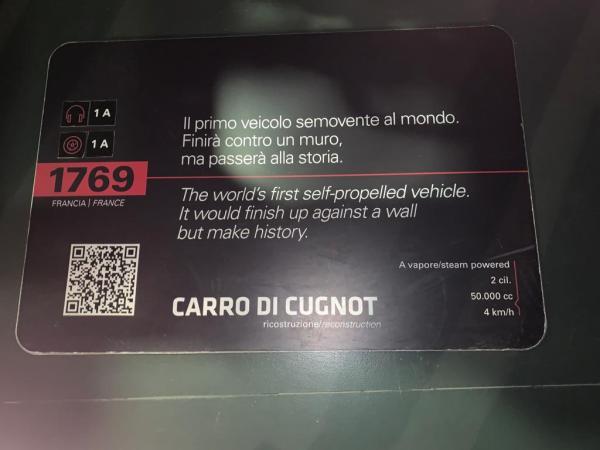 1 A
1 A
1769
FRANCIA | FRANCE
Il primo veicolo semovente al mondo.
Finirà contro un muro,
ma passerà alla storia.
The world's first self-propelled vehicle.
It would finish up against a wall
but make history.
CARRO DI CUGNOT
ricostruzione/reconstruction
A vapore/steam powered
2 cil.
50.000 cc
4 km/h